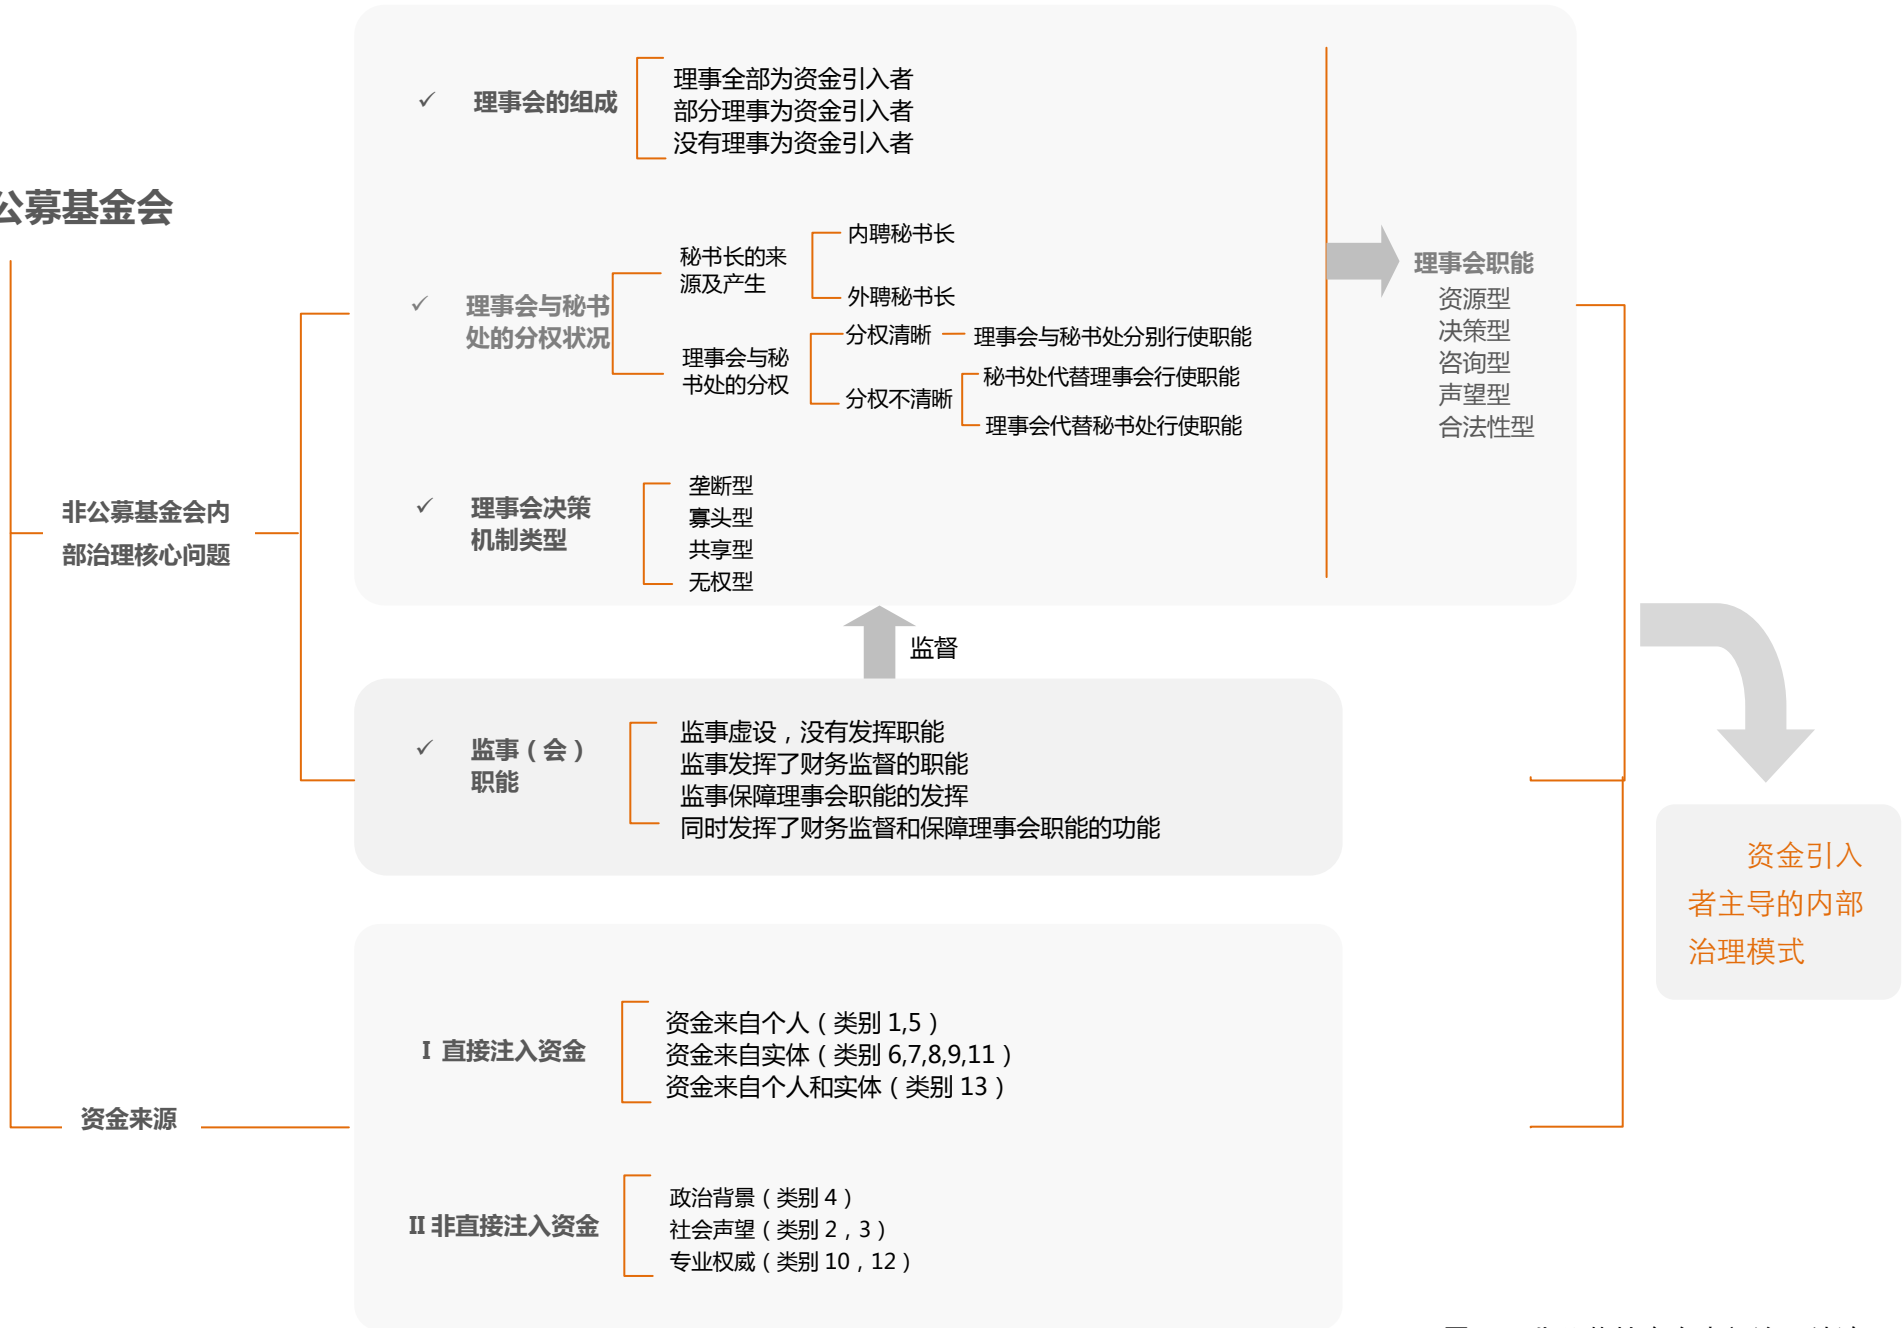 公募基金会
✓ 理事会的组成
理事全部为资金引入者
部分理事为资金引入者
没有理事为资金引入者
✓ 理事会与秘书
处的分权状况
秘书长的来
源及产生
内聘秘书长
外聘秘书长
理事会与秘
书处的分权
分权清晰
理事会与秘书处分别行使职能
分权不清晰
秘书处代替理事会行使职能
理事会代替秘书处行使职能
✓ 理事会决策
机制类型
垄断型
寡头型
共享型
无权型
理事会职能
资源型
决策型
咨询型
声望型
合法性型
非公募基金会内
部治理核心问题
监督
✓ 监事（会）
职能
监事虚设，没有发挥职能
监事发挥了财务监督的职能
监事保障理事会职能的发挥
同时发挥了财务监督和保障理事会职能的功能
资金引入
者主导的内部
治理模式
资金来源
I 直接注入资金
资金来自个人（类别 1,5）
资金来自实体（类别 6,7,8,9,11）
资金来自个人和实体（类别 13）
II 非直接注入资金
政治背景（类别 4）
社会声望（类别 2，3）
专业权威（类别 10，12）